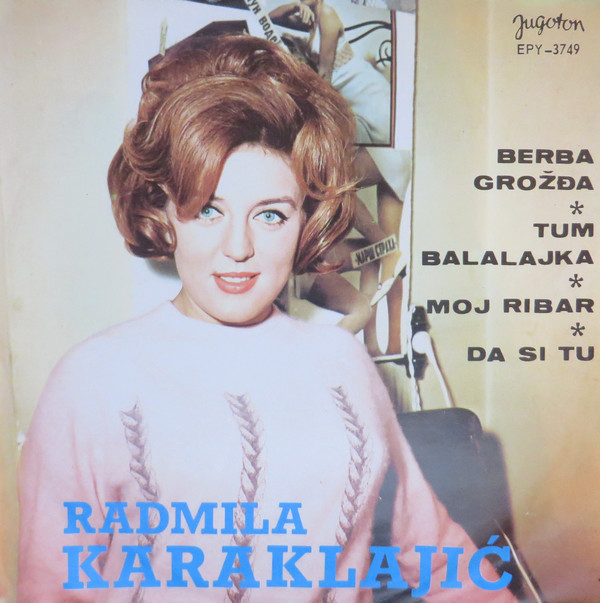 Jugoton
EPY-3749
BERBA
GROŽĐA
*
TUM
BALALAJKA
*
MOJ RIBAR
*
DA SI TU
RADMILA
KARAKLAJIĆ